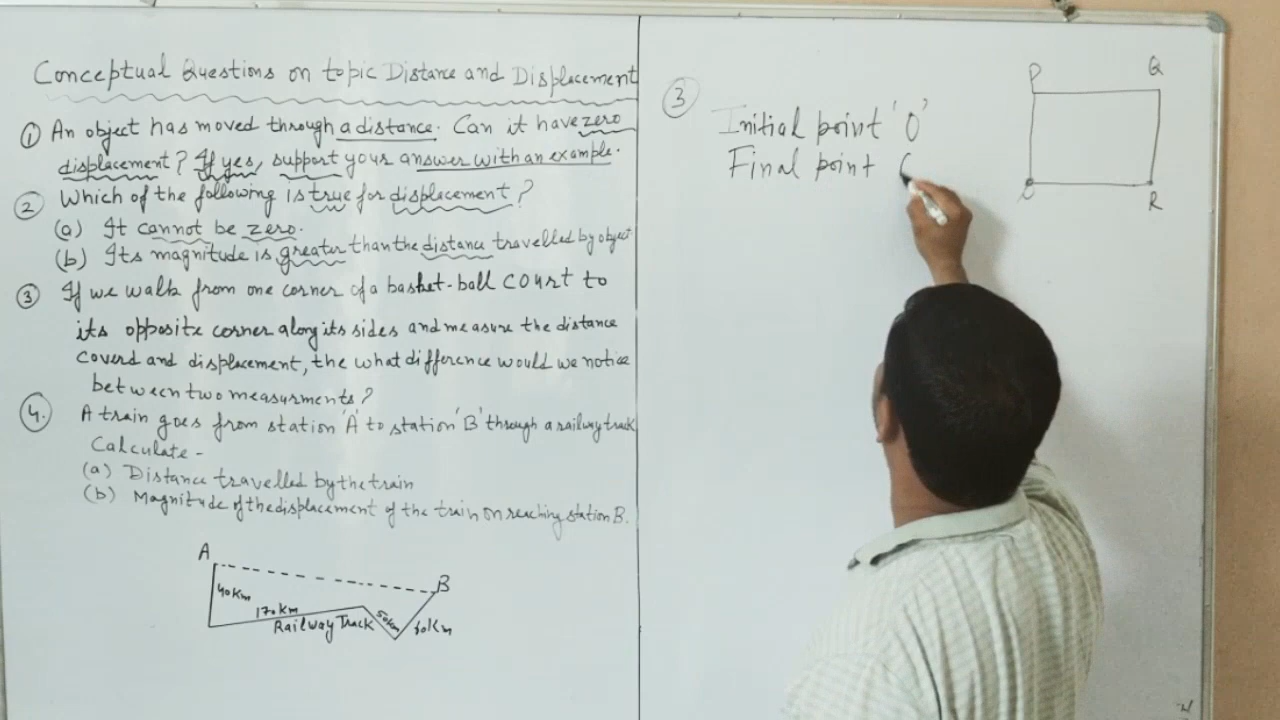 Conceptual Questions on topic Distance and Displacement
① An object has moved through a distance. Can it have zero
displacement? If yes, support your answer with an example.
② Which of the following is true for displacement?
(a) It cannot be zero.
(b) Its magnitude is greater than the distance travelled by object
③ If we walk from one corner of a basket-ball court to
its opposite corner along its sides and measure the distance
coverd and displacement, the what difference would we notice
between two measurments?
④. A train goes from station 'A' to station 'B' through a railway track
Calculate -
(a) Distance travelled by the train
(b) Magnitude of the displacement of the train on reaching station B.
A
B
40Km
170Km
50Km
Railway Track
③
Initial point 'O'
Final point
P
Q
R